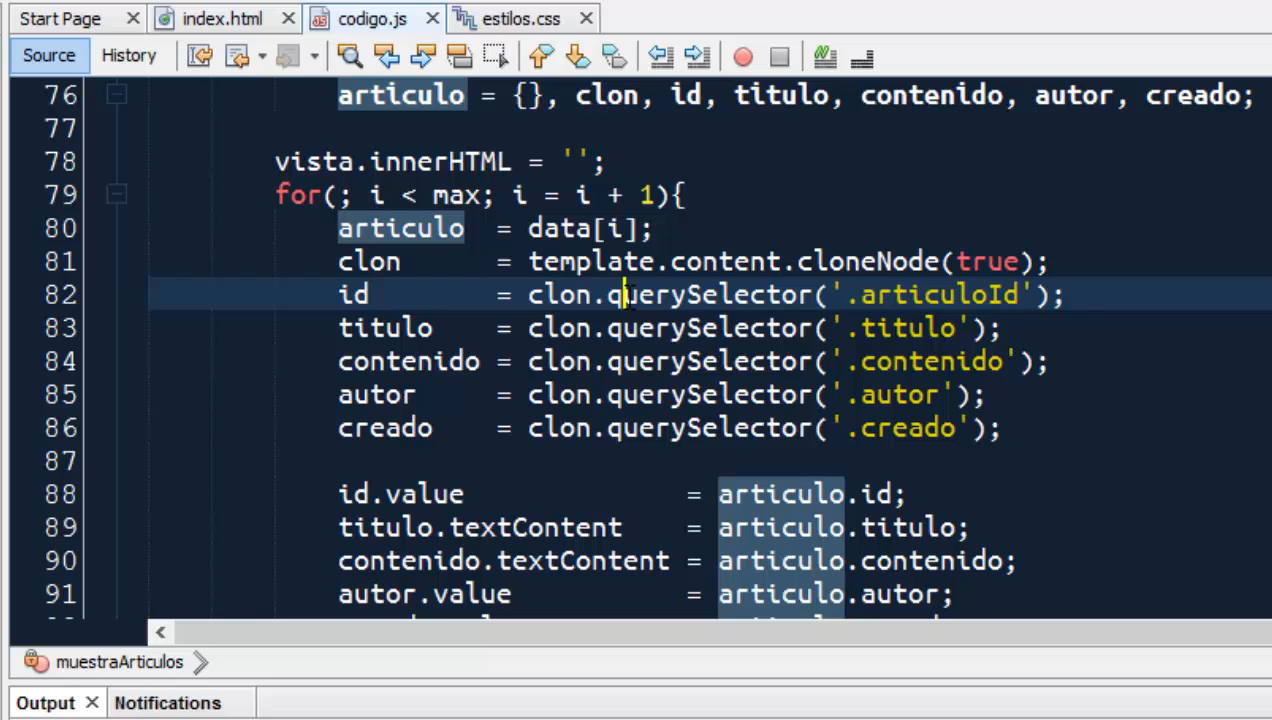 Start Page index.html codigo.js estilos.css
Source History
76 articulo = {}, clon, id, titulo, contenido, autor, creado;
77
78 vista.innerHTML = '';
79 for(; i < max; i = i + 1){
80 articulo = data[i];
81 clon = template.content.cloneNode(true);
82 id = clon.querySelector('.articuloId');
83 titulo = clon.querySelector('.titulo');
84 contenido = clon.querySelector('.contenido');
85 autor = clon.querySelector('.autor');
86 creado = clon.querySelector('.creado');
87
88 id.value = articulo.id;
89 titulo.textContent = articulo.titulo;
90 contenido.textContent = articulo.contenido;
91 autor.value = articulo.autor;
muestraArticulos
Output Notifications